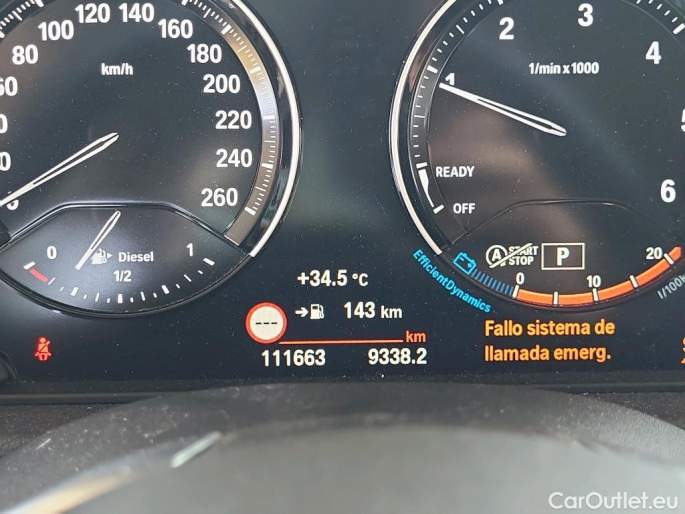 80 100 120 140 160 180 200 220 240 260
km/h
0 1
Diesel
1/2
1 2 3 4 5 6
1/min x 1000
READY
OFF
EfficientDynamics
A START STOP
P
0 10 20
+34.5 °C
143 km
---
km
111663 9338.2
Fallo sistema de
llamada emerg.
CarOutlet.eu